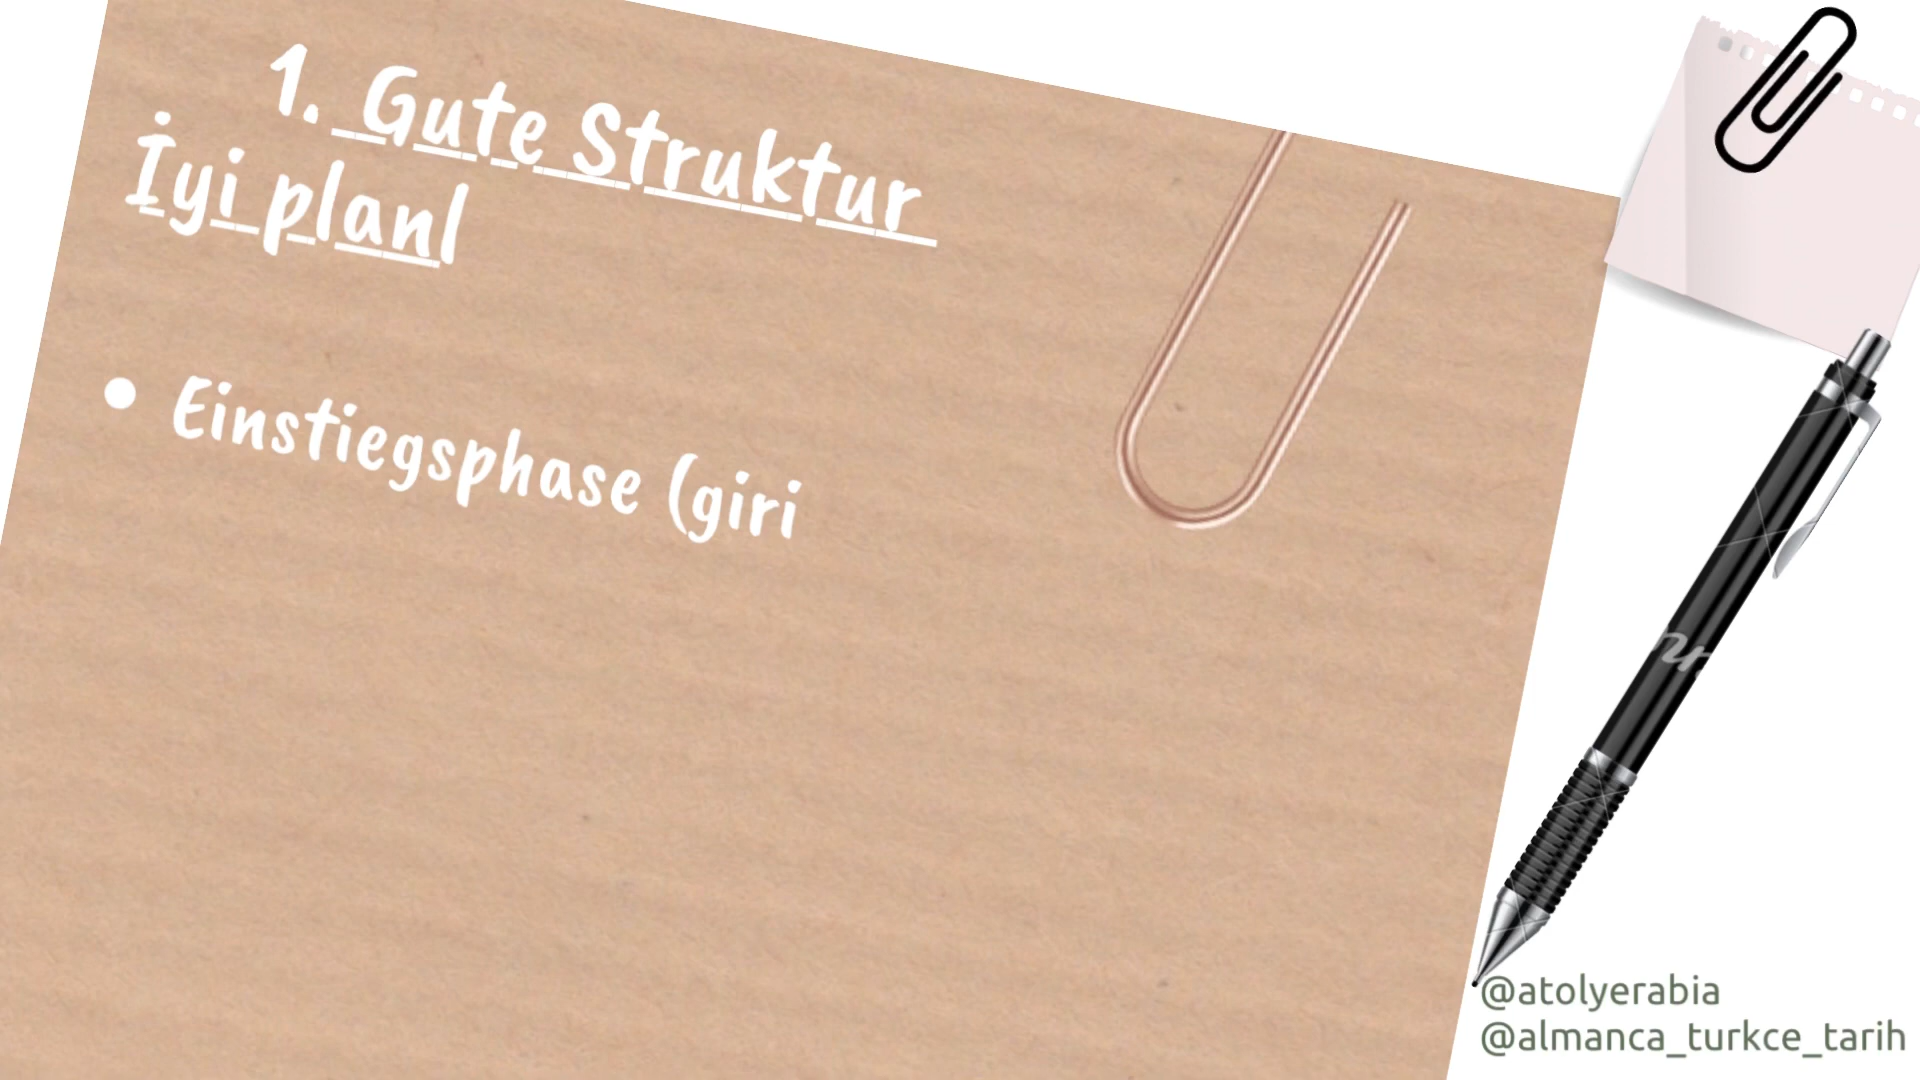 1. Gute Struktur
İyi planl
• Einstiegsphase (giri
@atolyerabia
@almanca_turkce_tarih